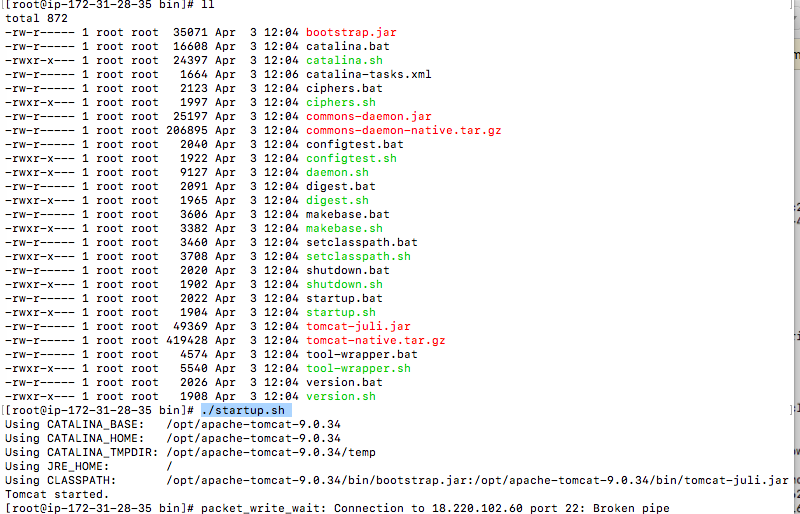 [[root@ip-172-31-28-35 bin]# ll
total 872
-rw-r----- 1 root root  35071 Apr  3 12:04 bootstrap.jar
-rw-r----- 1 root root  16608 Apr  3 12:04 catalina.bat
-rwxr-x--- 1 root root  24397 Apr  3 12:04 catalina.sh
-rw-r----- 1 root root   1664 Apr  3 12:06 catalina-tasks.xml
-rw-r----- 1 root root   2123 Apr  3 12:04 ciphers.bat
-rwxr-x--- 1 root root   1997 Apr  3 12:04 ciphers.sh
-rw-r----- 1 root root  25197 Apr  3 12:04 commons-daemon.jar
-rw-r----- 1 root root 206895 Apr  3 12:04 commons-daemon-native.tar.gz
-rw-r----- 1 root root   2040 Apr  3 12:04 configtest.bat
-rwxr-x--- 1 root root   1922 Apr  3 12:04 configtest.sh
-rwxr-x--- 1 root root   9127 Apr  3 12:04 daemon.sh
-rw-r----- 1 root root   2091 Apr  3 12:04 digest.bat
-rwxr-x--- 1 root root   1965 Apr  3 12:04 digest.sh
-rw-r----- 1 root root   3606 Apr  3 12:04 makebase.bat
-rwxr-x--- 1 root root   3382 Apr  3 12:04 makebase.sh
-rw-r----- 1 root root   3460 Apr  3 12:04 setclasspath.bat
-rwxr-x--- 1 root root   3708 Apr  3 12:04 setclasspath.sh
-rw-r----- 1 root root   2020 Apr  3 12:04 shutdown.bat
-rwxr-x--- 1 root root   1902 Apr  3 12:04 shutdown.sh
-rw-r----- 1 root root   2022 Apr  3 12:04 startup.bat
-rwxr-x--- 1 root root   1904 Apr  3 12:04 startup.sh
-rw-r----- 1 root root  49369 Apr  3 12:04 tomcat-juli.jar
-rw-r----- 1 root root 419428 Apr  3 12:04 tomcat-native.tar.gz
-rw-r----- 1 root root   4574 Apr  3 12:04 tool-wrapper.bat
-rwxr-x--- 1 root root   5540 Apr  3 12:04 tool-wrapper.sh
-rw-r----- 1 root root   2026 Apr  3 12:04 version.bat
-rwxr-x--- 1 root root   1908 Apr  3 12:04 version.sh
[[root@ip-172-31-28-35 bin]# ./startup.sh
Using CATALINA_BASE:   /opt/apache-tomcat-9.0.34
Using CATALINA_HOME:   /opt/apache-tomcat-9.0.34
Using CATALINA_TMPDIR: /opt/apache-tomcat-9.0.34/temp
Using JRE_HOME:        /
Using CLASSPATH:       /opt/apache-tomcat-9.0.34/bin/bootstrap.jar:/opt/apache-tomcat-9.0.34/bin/tomcat-juli.jar
Tomcat started.
[root@ip-172-31-28-35 bin]# packet_write_wait: Connection to 18.220.102.60 port 22: Broken pipe